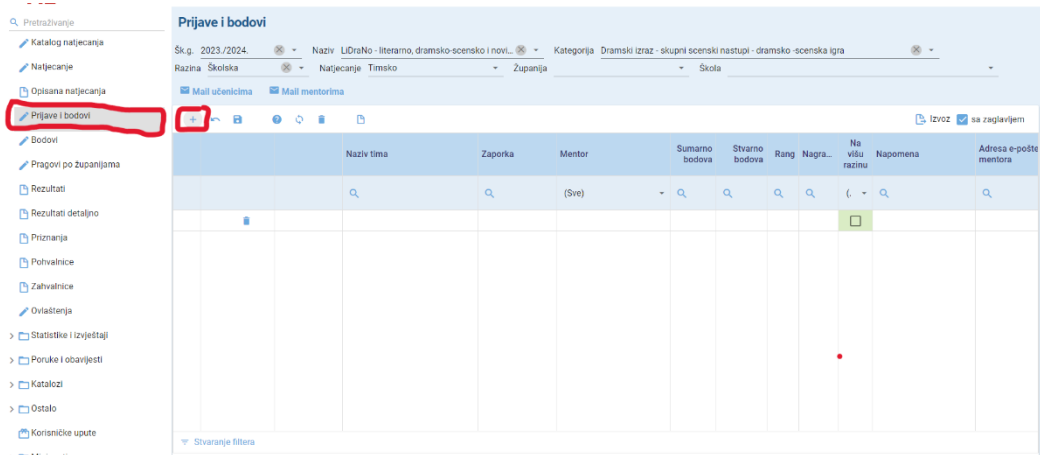 Pretraživanje
Katalog natjecanja
Natjecanje
Opisana natjecanja
Prijave i bodovi
Bodovi
Pragovi po županijama
Rezultati
Rezultati detaljno
Priznanja
Pohvalnice
Zahvalnice
Ovlaštenja
Statistike i izvještaji
Poruke i obavijesti
Katalozi
Ostalo
Korisničke upute
Prijave i bodovi
Šk.g. 2023./2024. Naziv LiDraNo - literarno, dramsko-scensko i novi... Kategorija Dramski izraz - skupni scenski nastupi - dramsko -scenska igra
Razina Školska Natjecanje Timsko Županija Škola
Mail učenicima Mail mentorima
Izvoz sa zaglavljem
Naziv tima Zaporka Mentor Sumarno bodova Stvarno bodova Rang Nagra... Na višu razinu Napomena Adresa e-pošte mentora
(Sve) (.
Stvaranje filtera